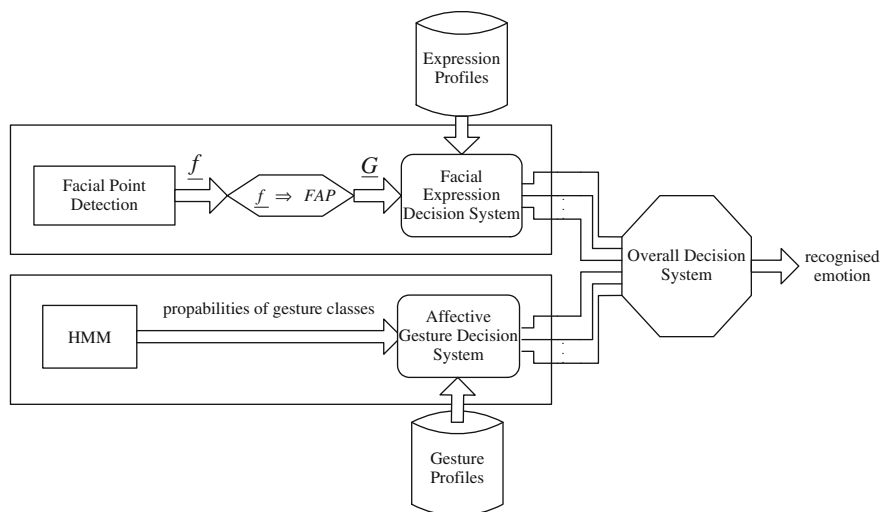 Expression
Profiles
Facial Point
Detection
f
f ⇒ FAP
G
Facial
Expression
Decision System
Overall Decision
System
recognised
emotion
HMM
propabilities of gesture classes
Affective
Gesture Decision
System
Gesture
Profiles